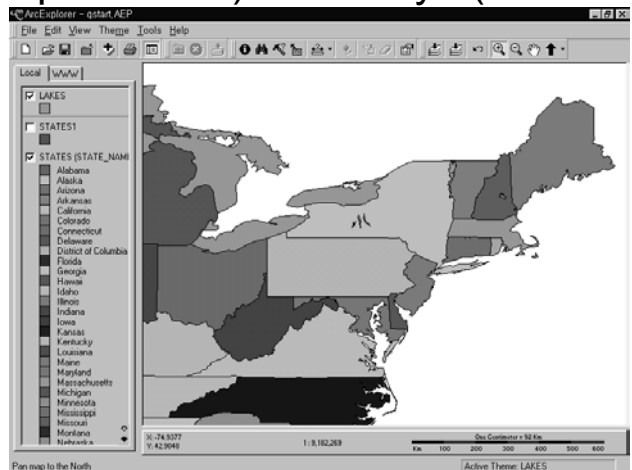 ArcExplorer - qstart.AEP
File Edit View Theme Tools Help
Local WWW
LAKES
STATES1
STATES (STATE_NAM
Alabama
Alaska
Arizona
Arkansas
California
Colorado
Connecticut
Delaware
District of Columbia
Florida
Georgia
Hawaii
Idaho
Illinois
Indiana
Iowa
Kansas
Kentucky
Louisiana
Maine
Maryland
Massachusetts
Michigan
Minnesota
Mississippi
Missouri
Montana
Nebraska
X: -74.9377
Y: 42.9048
1 : 9,182,269
One Centimeter = 92 Km
Km 100 200 300 400 500 600
Pan map to the North
Active Theme: LAKES